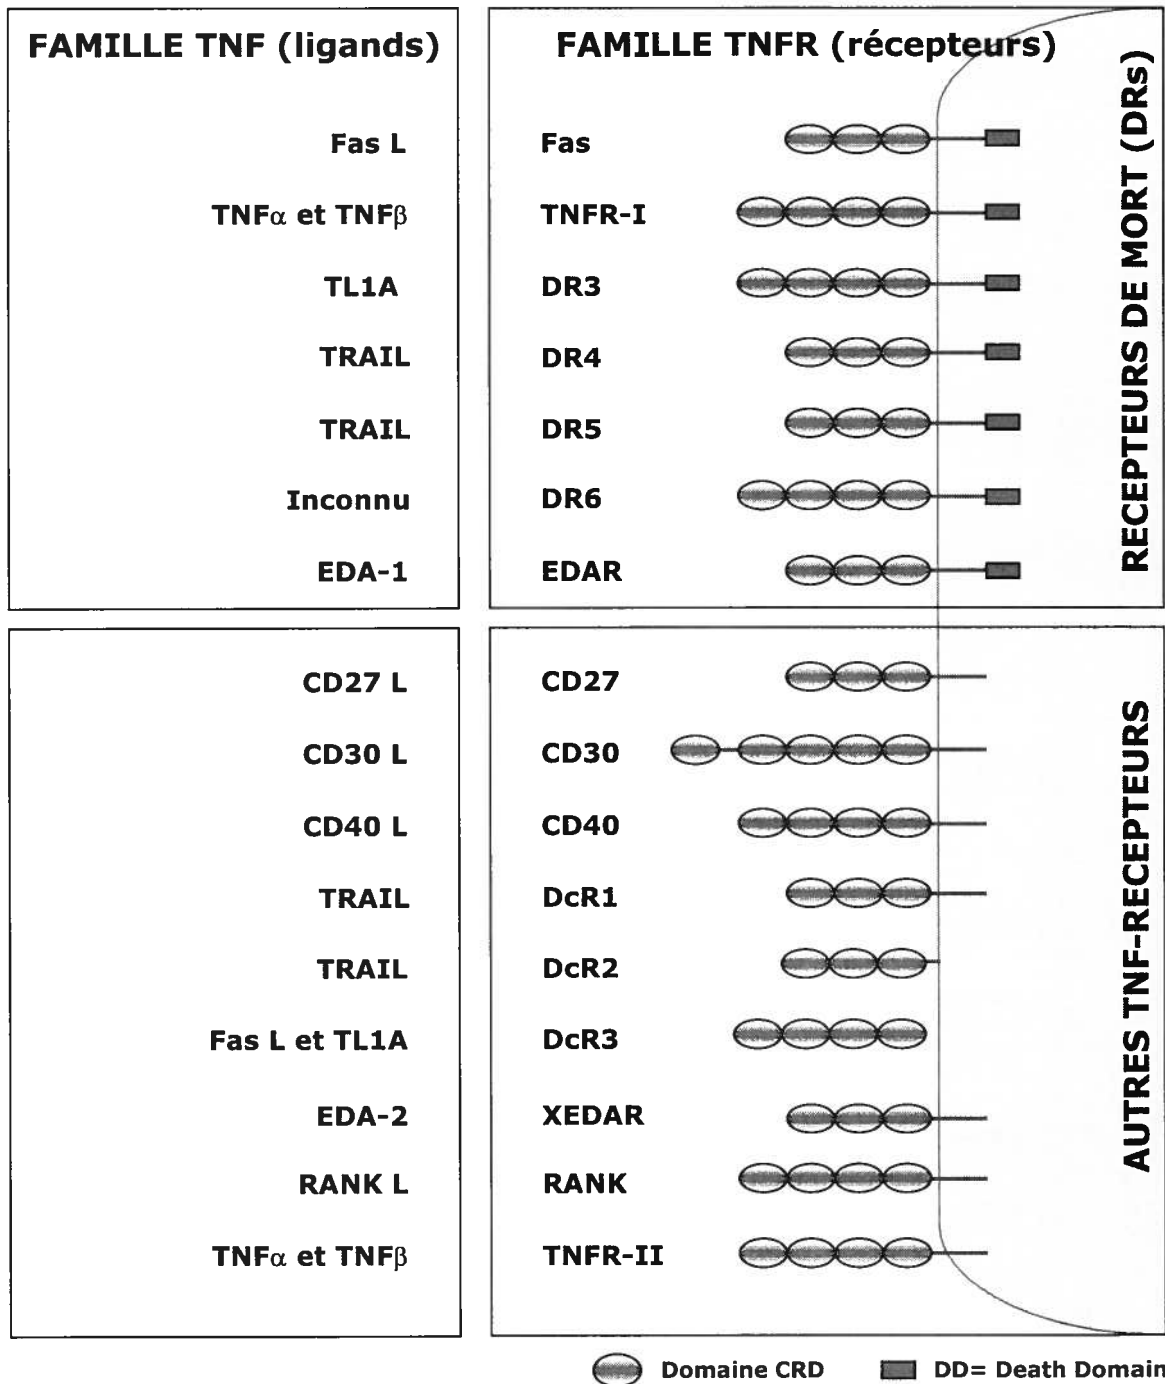 FAMILLE TNF (ligands)
FAMILLE TNFR (récepteurs)
Fas L
Fas
TNFα et TNFβ
TNFR-I
TL1A
DR3
TRAIL
DR4
TRAIL
DR5
Inconnu
DR6
EDA-1
EDAR
RECEPTEURS DE MORT (DRs)
CD27 L
CD27
CD30 L
CD30
CD40 L
CD40
TRAIL
DcR1
TRAIL
DcR2
Fas L et TL1A
DcR3
EDA-2
XEDAR
RANK L
RANK
TNFα et TNFβ
TNFR-II
AUTRES TNF-RECEPTEURS
Domaine CRD
DD= Death Domain